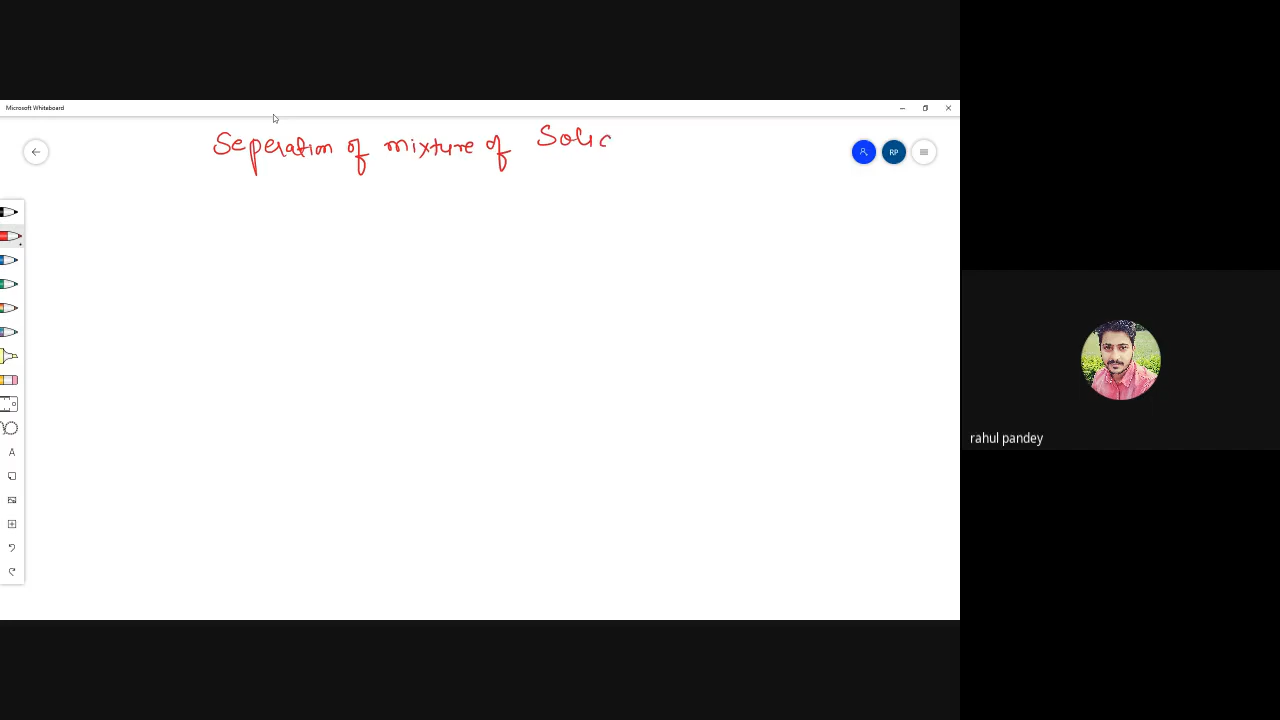 Microsoft Whiteboard
Seperation of mixture of Solic
RP
A
rahul pandey